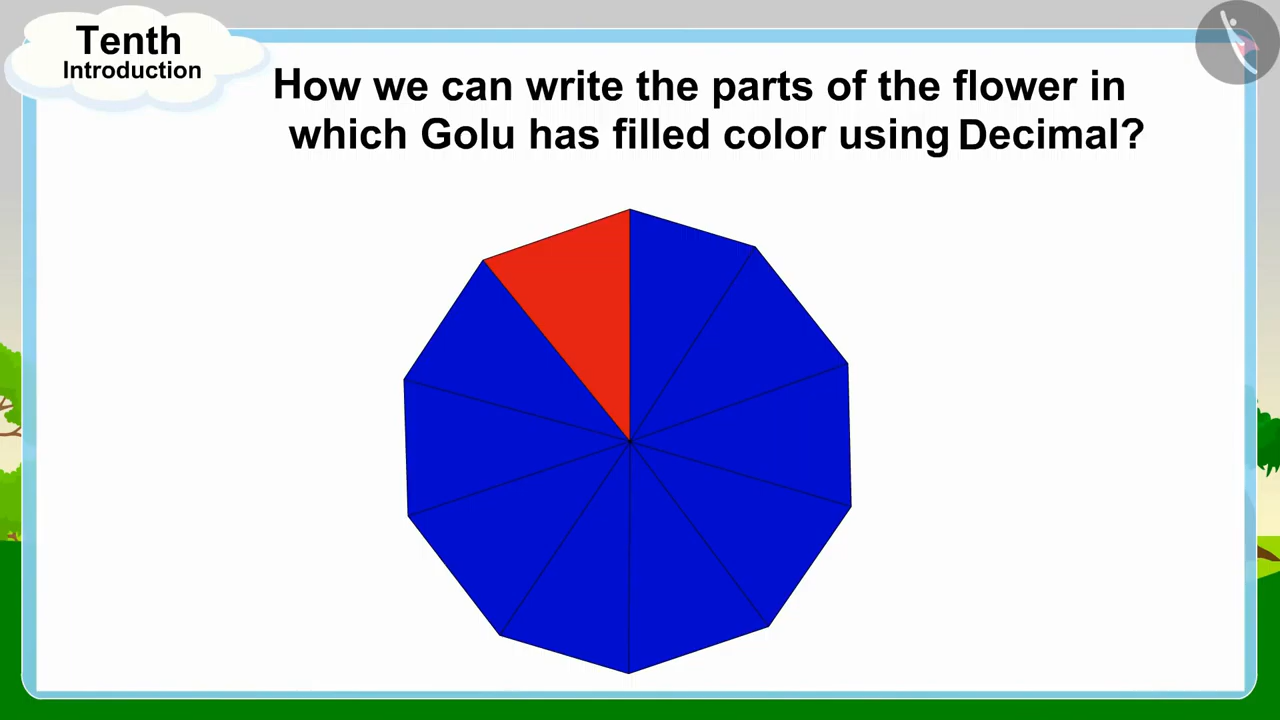 Tenth
Introduction
How we can write the parts of the flower in
which Golu has filled color using Decimal?